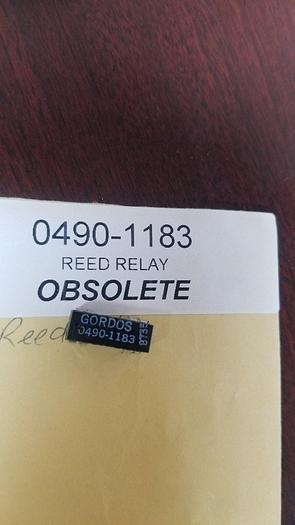 0490-1183
REED RELAY
OBSOLETE
Reed
GORDOS
0490-1183
8735